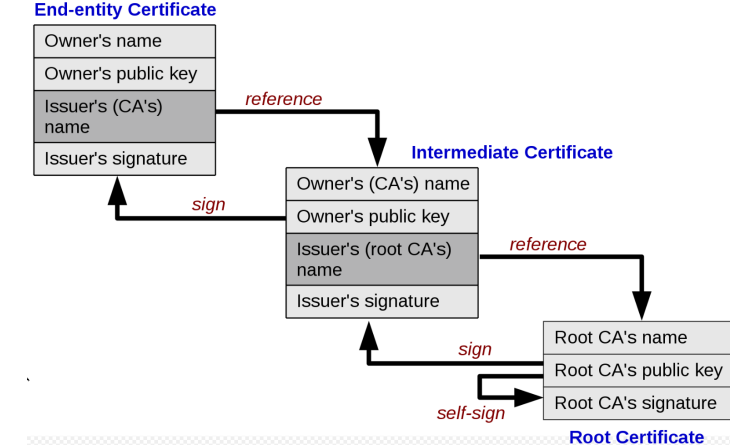 End-entity Certificate
Owner's name
Owner's public key
Issuer's (CA's)
name
Issuer's signature
reference
sign
Intermediate Certificate
Owner's (CA's) name
Owner's public key
Issuer's (root CA's)
name
Issuer's signature
reference
sign
self-sign
Root CA's name
Root CA's public key
Root CA's signature
Root Certificate